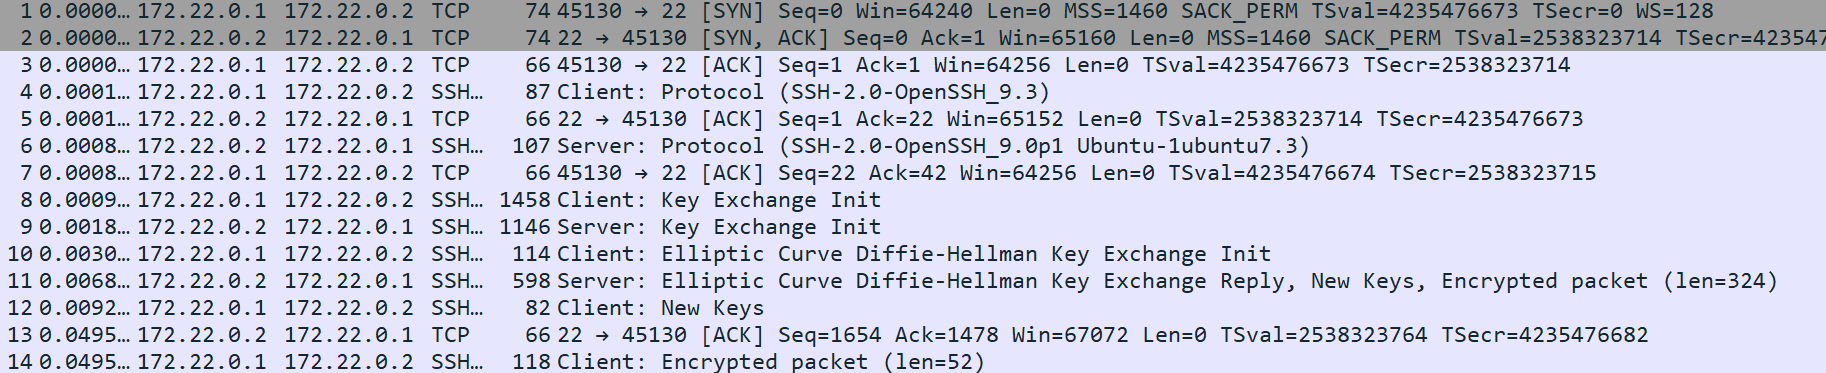 1 0.0000… 172.22.0.1 172.22.0.2 TCP 74 45130 → 22 [SYN] Seq=0 Win=64240 Len=0 MSS=1460 SACK_PERM TSval=4235476673 TSecr=0 WS=128
2 0.0000… 172.22.0.2 172.22.0.1 TCP 74 22 → 45130 [SYN, ACK] Seq=0 Ack=1 Win=65160 Len=0 MSS=1460 SACK_PERM TSval=2538323714 TSecr=423547
3 0.0000… 172.22.0.1 172.22.0.2 TCP 66 45130 → 22 [ACK] Seq=1 Ack=1 Win=64256 Len=0 TSval=4235476673 TSecr=2538323714
4 0.0001… 172.22.0.1 172.22.0.2 SSH… 87 Client: Protocol (SSH-2.0-OpenSSH_9.3)
5 0.0001… 172.22.0.2 172.22.0.1 TCP 66 22 → 45130 [ACK] Seq=1 Ack=22 Win=65152 Len=0 TSval=2538323714 TSecr=4235476673
6 0.0008… 172.22.0.2 172.22.0.1 SSH… 107 Server: Protocol (SSH-2.0-OpenSSH_9.0p1 Ubuntu-1ubuntu7.3)
7 0.0008… 172.22.0.1 172.22.0.2 TCP 66 45130 → 22 [ACK] Seq=22 Ack=42 Win=64256 Len=0 TSval=4235476674 TSecr=2538323715
8 0.0009… 172.22.0.1 172.22.0.2 SSH… 1458 Client: Key Exchange Init
9 0.0018… 172.22.0.2 172.22.0.1 SSH… 1146 Server: Key Exchange Init
10 0.0030… 172.22.0.1 172.22.0.2 SSH… 114 Client: Elliptic Curve Diffie-Hellman Key Exchange Init
11 0.0068… 172.22.0.2 172.22.0.1 SSH… 598 Server: Elliptic Curve Diffie-Hellman Key Exchange Reply, New Keys, Encrypted packet (len=324)
12 0.0092… 172.22.0.1 172.22.0.2 SSH… 82 Client: New Keys
13 0.0495… 172.22.0.2 172.22.0.1 TCP 66 22 → 45130 [ACK] Seq=1654 Ack=1478 Win=67072 Len=0 TSval=2538323764 TSecr=4235476682
14 0.0495… 172.22.0.1 172.22.0.2 SSH… 118 Client: Encrypted packet (len=52)